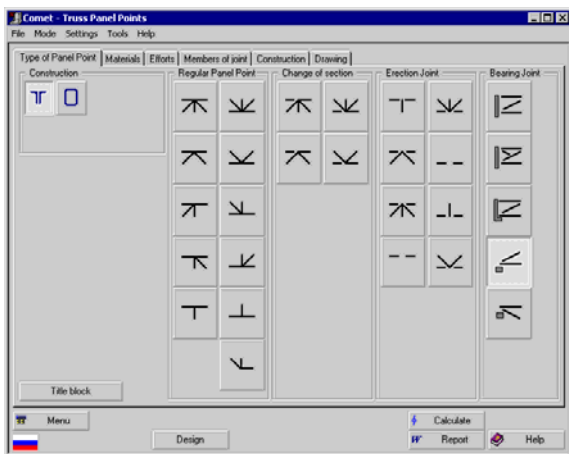 Comet - Truss Panel Points
File Mode Settings Tools Help
Type of Panel Point Materials Efforts Members of joint Construction Drawing
Construction Regular Panel Point Change of section Erection Joint Bearing Joint
Title block
Menu Calculate
Design Report Help